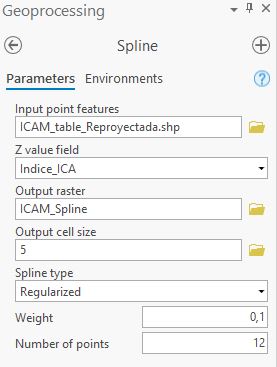 Geoprocessing
Spline
Parameters Environments
?
Input point features
ICAM_table_Reproyectada.shp
Z value field
Indice_ICA
Output raster
ICAM_Spline
Output cell size
5
Spline type
Regularized
Weight 0,1
Number of points 12